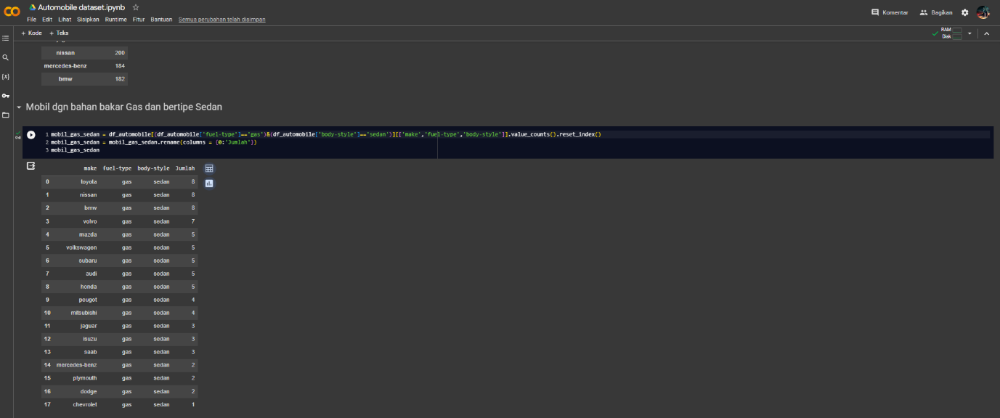 Automobile dataset.ipynb
File Edit Lihat Sisipkan Runtime Fitur Bantuan Semua perubahan telah disimpan
Komentar Bagikan
+ Kode + Teks
RAM
Disk
nissan 200
mercedes-benz 184
bmw 182
Mobil dgn bahan bakar Gas dan bertipe Sedan
1 mobil_gas_sedan = df_automobile[(df_automobile['fuel-type']=='gas')&(df_automobile['body-style']=='sedan')][['make','fuel-type','body-style']].value_counts().reset_index()
2 mobil_gas_sedan = mobil_gas_sedan.rename(columns = {0:'Jumlah'})
3 mobil_gas_sedan
make fuel-type body-style Jumlah
0 toyota gas sedan 8
1 nissan gas sedan 8
2 bmw gas sedan 8
3 volvo gas sedan 7
4 mazda gas sedan 5
5 volkswagen gas sedan 5
6 subaru gas sedan 5
7 audi gas sedan 5
8 honda gas sedan 5
9 peugot gas sedan 4
10 mitsubishi gas sedan 4
11 jaguar gas sedan 3
12 isuzu gas sedan 3
13 saab gas sedan 3
14 mercedes-benz gas sedan 2
15 plymouth gas sedan 2
16 dodge gas sedan 2
17 chevrolet gas sedan 1